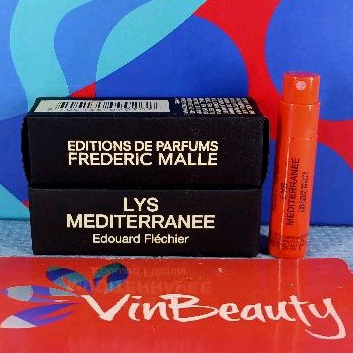 EDITIONS DE PARFUMS
FREDERIC MALLE
LYS
MEDITERRANEE
Edouard Fléchier
LYS
MEDITERRANEE
VinBeauty